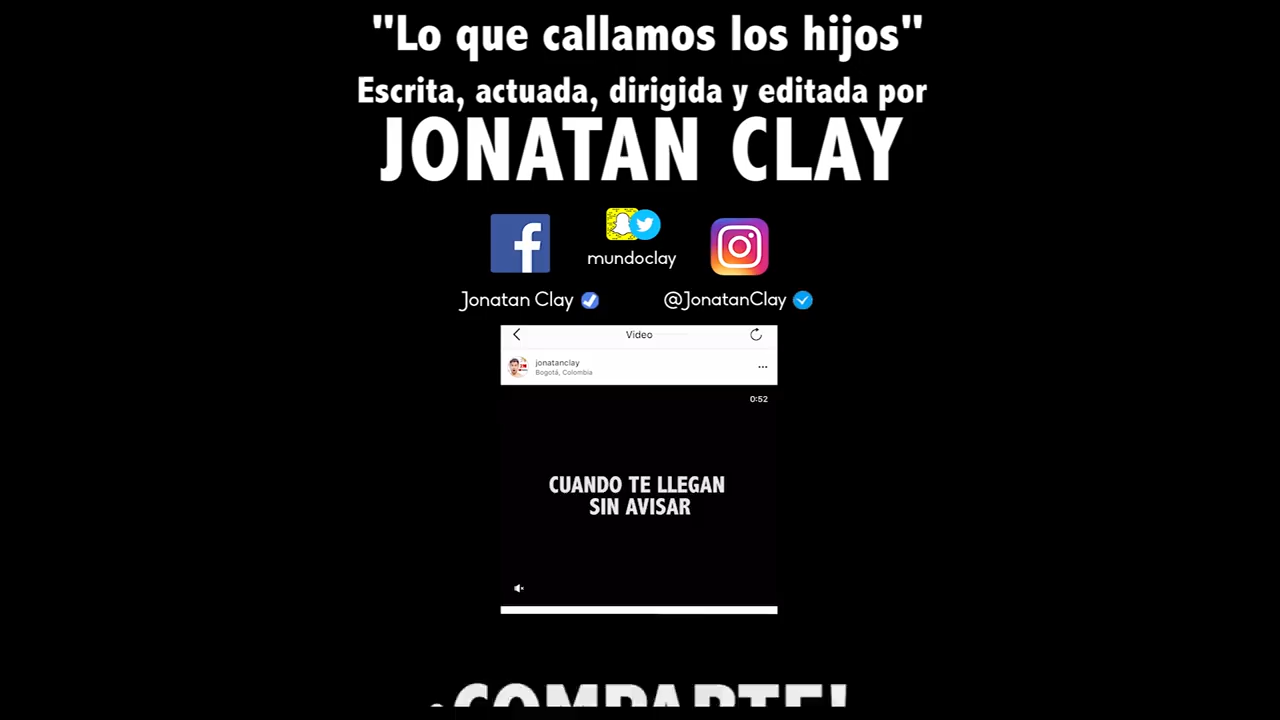 "Lo que callamos los hijos"
Escrita, actuada, dirigida y editada por
JONATAN CLAY
mundoclay
Jonatan Clay
@JonatanClay
Video
jonatanclay
Bogotá, Colombia
0:52
CUANDO TE LLEGAN
SIN AVISAR
¡COMPARTE!